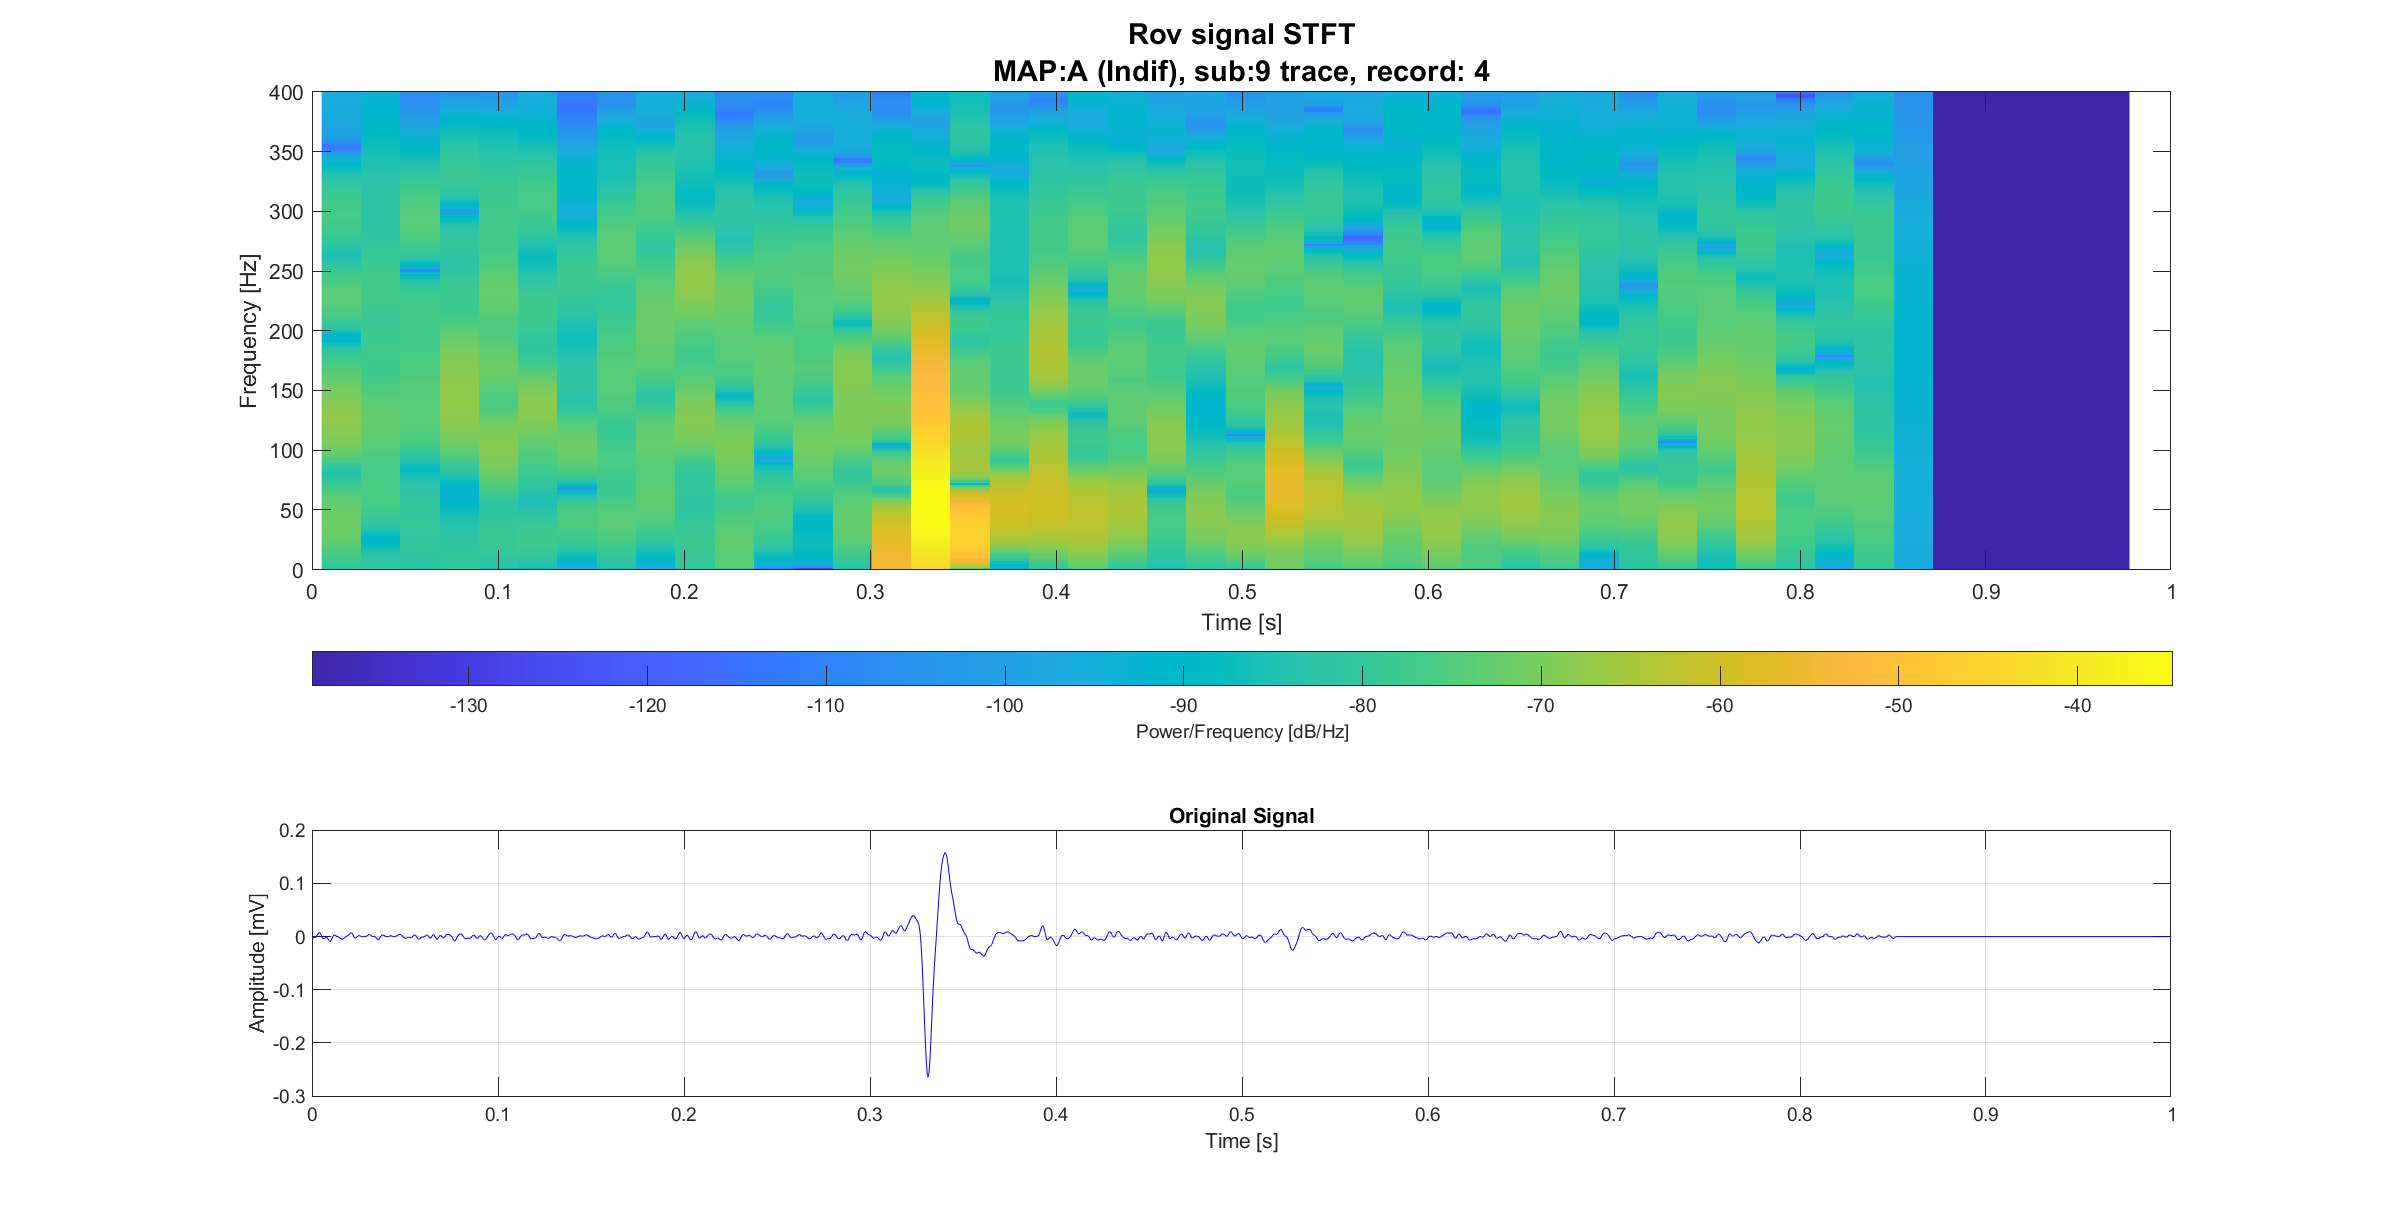 Rov signal STFT
MAP:A (Indif), sub:9 trace, record: 4
400
350
300
250
200
150
100
50
0
Frequency [Hz]
0 0.1 0.2 0.3 0.4 0.5 0.6 0.7 0.8 0.9 1
Time [s]
-130 -120 -110 -100 -90 -80 -70 -60 -50 -40
Power/Frequency [dB/Hz]
Original Signal
0.2
0.1
0
-0.1
-0.2
-0.3
Amplitude [mV]
0 0.1 0.2 0.3 0.4 0.5 0.6 0.7 0.8 0.9 1
Time [s]